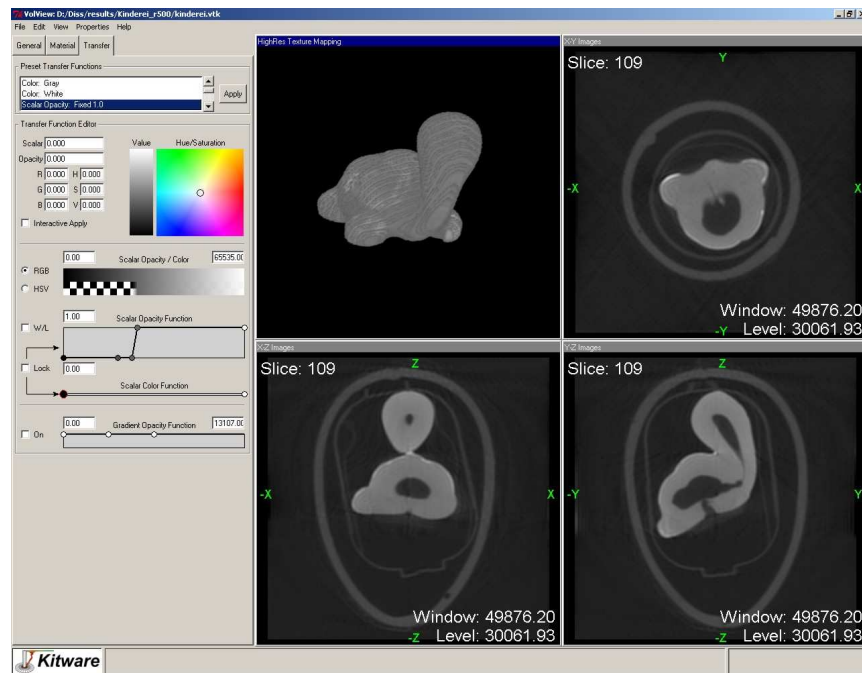 VolView: D:/Diss/results/Kinderei_r500/kinderei.vtk
File Edit View Properties Help
General Material Transfer
Preset Transfer Functions
Color: Gray
Color: White
Scalar Opacity: Fixed 1.0
Apply
Transfer Function Editor
Scalar 0.000
Value
Hue/Saturation
Opacity 0.000
R 0.000 H 0.000
G 0.000 S 0.000
B 0.000 V 0.000
Interactive Apply
0.00 Scalar Opacity / Color 65535.00
RGB
HSV
1.00 Scalar Opacity Function
W/L
Lock
0.00
Scalar Color Function
0.00 Gradient Opacity Function 13107.00
On
HighRes Texture Mapping
X-Y Images
Slice: 109
Y
-X
X
Window: 49876.20
-Y Level: 30061.93
X-Z Images
Slice: 109
Z
-X
X
Window: 49876.20
-Z Level: 30061.93
Y-Z Images
Slice: 109
Z
-Y
Y
Window: 49876.20
-Z Level: 30061.93
Kitware